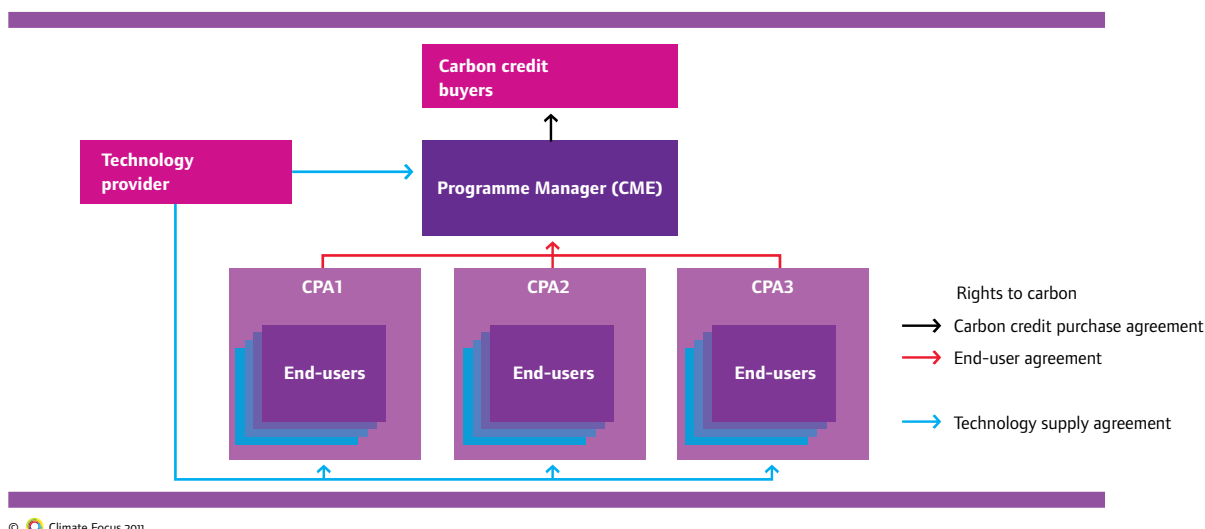 Carbon credit
buyers
Technology
provider
Programme Manager (CME)
CPA1
CPA2
CPA3
End-users
End-users
End-users
Rights to carbon
Carbon credit purchase agreement
End-user agreement
Technology supply agreement
© Climate Focus 2011